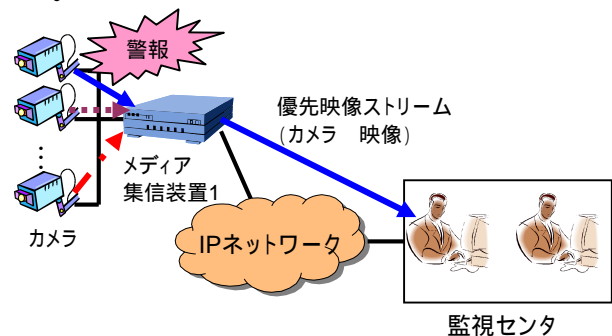 警報
優先映像ストリーム
(カメラ 映像)
メディア
集信装置1
カメラ
IPネットワーク
監視センタ